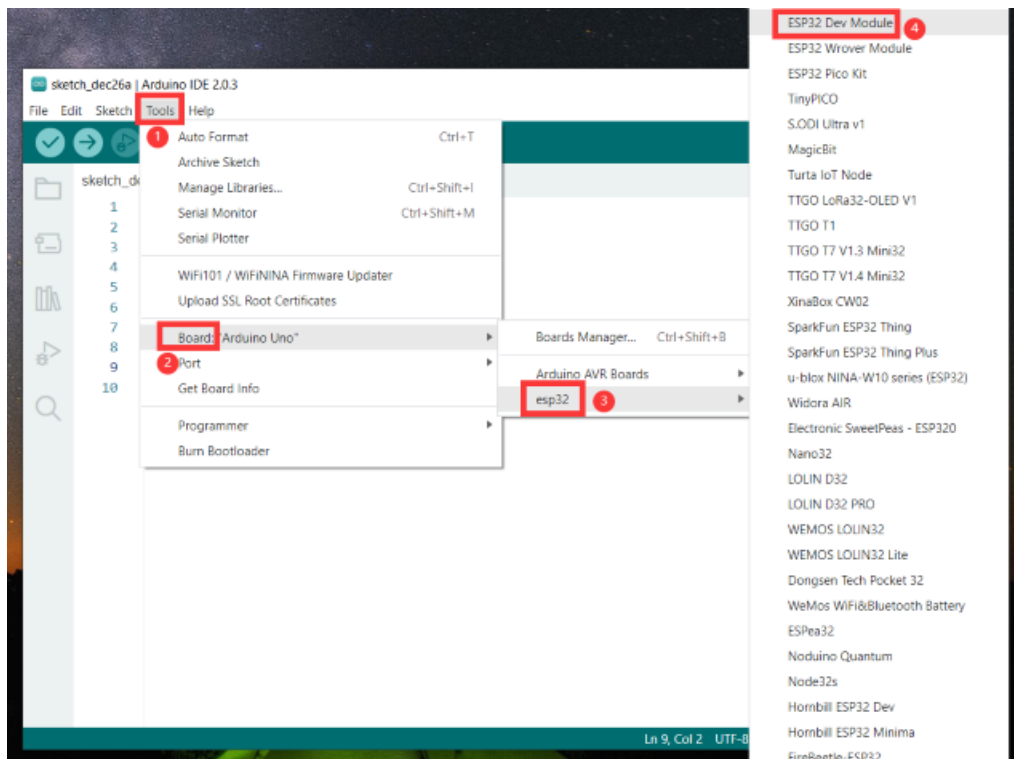 sketch_dec26a | Arduino IDE 2.0.3
File Edit Sketch Tools Help
1
Auto Format Ctrl+T
Archive Sketch
Manage Libraries... Ctrl+Shift+I
Serial Monitor Ctrl+Shift+M
Serial Plotter
WiFi101 / WiFiNINA Firmware Updater
Upload SSL Root Certificates
Board: "Arduino Uno"
2
Port
Get Board Info
Programmer
Burn Bootloader
sketch_de
1
2
3
4
5
6
7
8
9
10
Boards Manager... Ctrl+Shift+B
Arduino AVR Boards
esp32
3
ESP32 Dev Module
4
ESP32 Wrover Module
ESP32 Pico Kit
TinyPICO
S.ODI Ultra v1
MagicBit
Turta IoT Node
TTGO LoRa32-OLED V1
TTGO T1
TTGO T7 V1.3 Mini32
TTGO T7 V1.4 Mini32
XinaBox CW02
SparkFun ESP32 Thing
SparkFun ESP32 Thing Plus
u-blox NINA-W10 series (ESP32)
Widora AIR
Electronic SweetPeas - ESP320
Nano32
LOLIN D32
LOLIN D32 PRO
WEMOS LOLIN32
WEMOS LOLIN32 Lite
Dongsen Tech Pocket 32
WeMos WiFi&Bluetooth Battery
ESPea32
Noduino Quantum
Node32s
Hornbill ESP32 Dev
Hornbill ESP32 Minima
FireBeetle-ESP32
Ln 9, Col 2 UTF-8